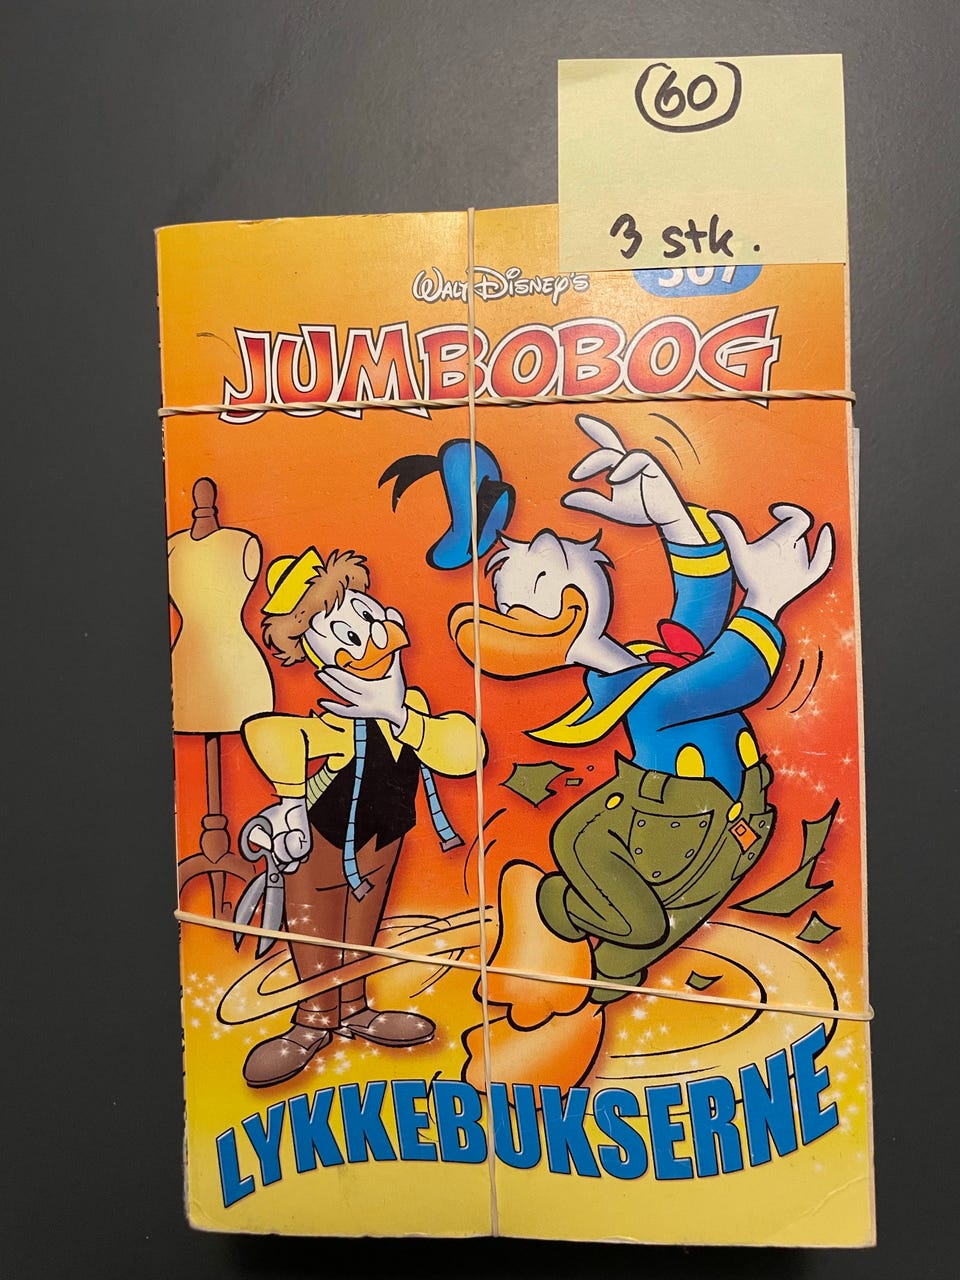 60
3 stk.
WALT DISNEY'S
JUMBOBOG
LYKKEBUKSERNE